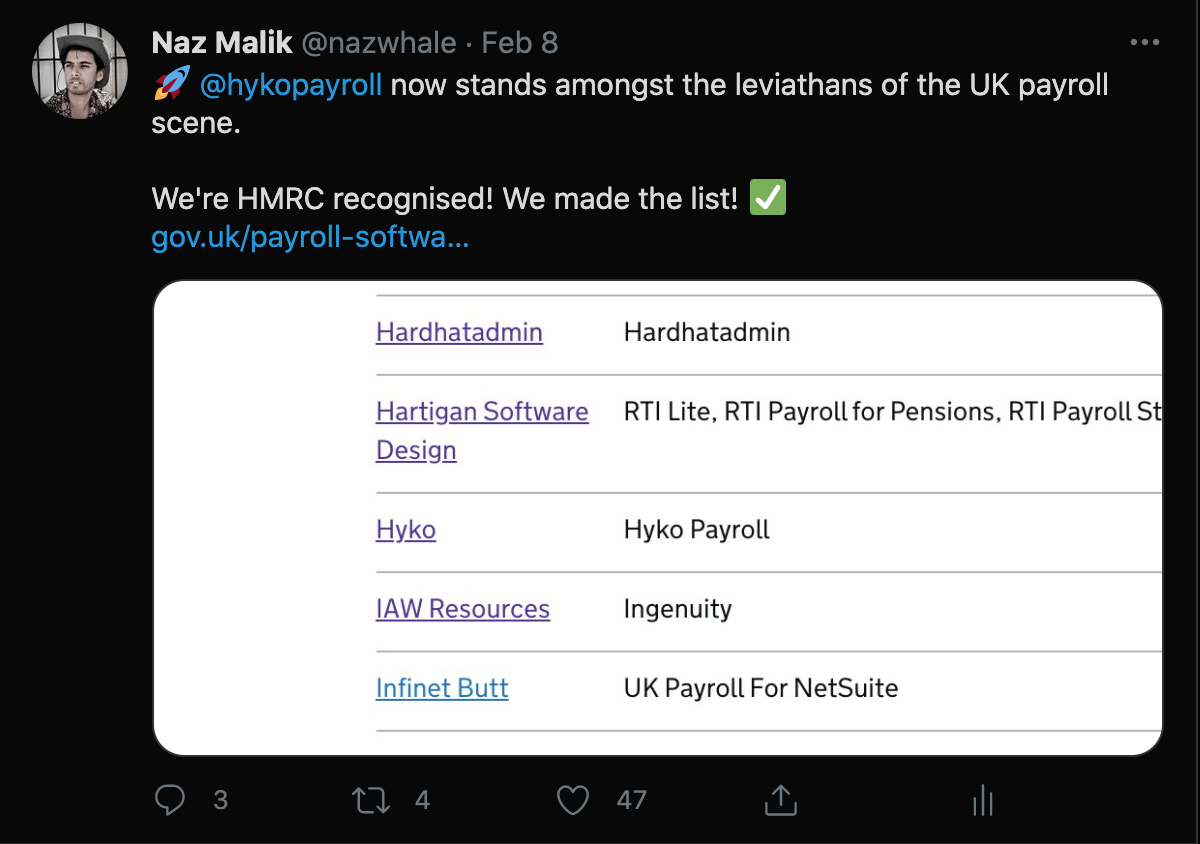 Naz Malik @nazwhale · Feb 8
🚀 @hykopayroll now stands amongst the leviathans of the UK payroll
scene.
We're HMRC recognised! We made the list! ✅
gov.uk/payroll-softwa...
Hardhatadmin Hardhatadmin
Hartigan Software RTI Lite, RTI Payroll for Pensions, RTI Payroll St
Design
Hyko Hyko Payroll
IAW Resources Ingenuity
Infinet Butt UK Payroll For NetSuite
3 4 47